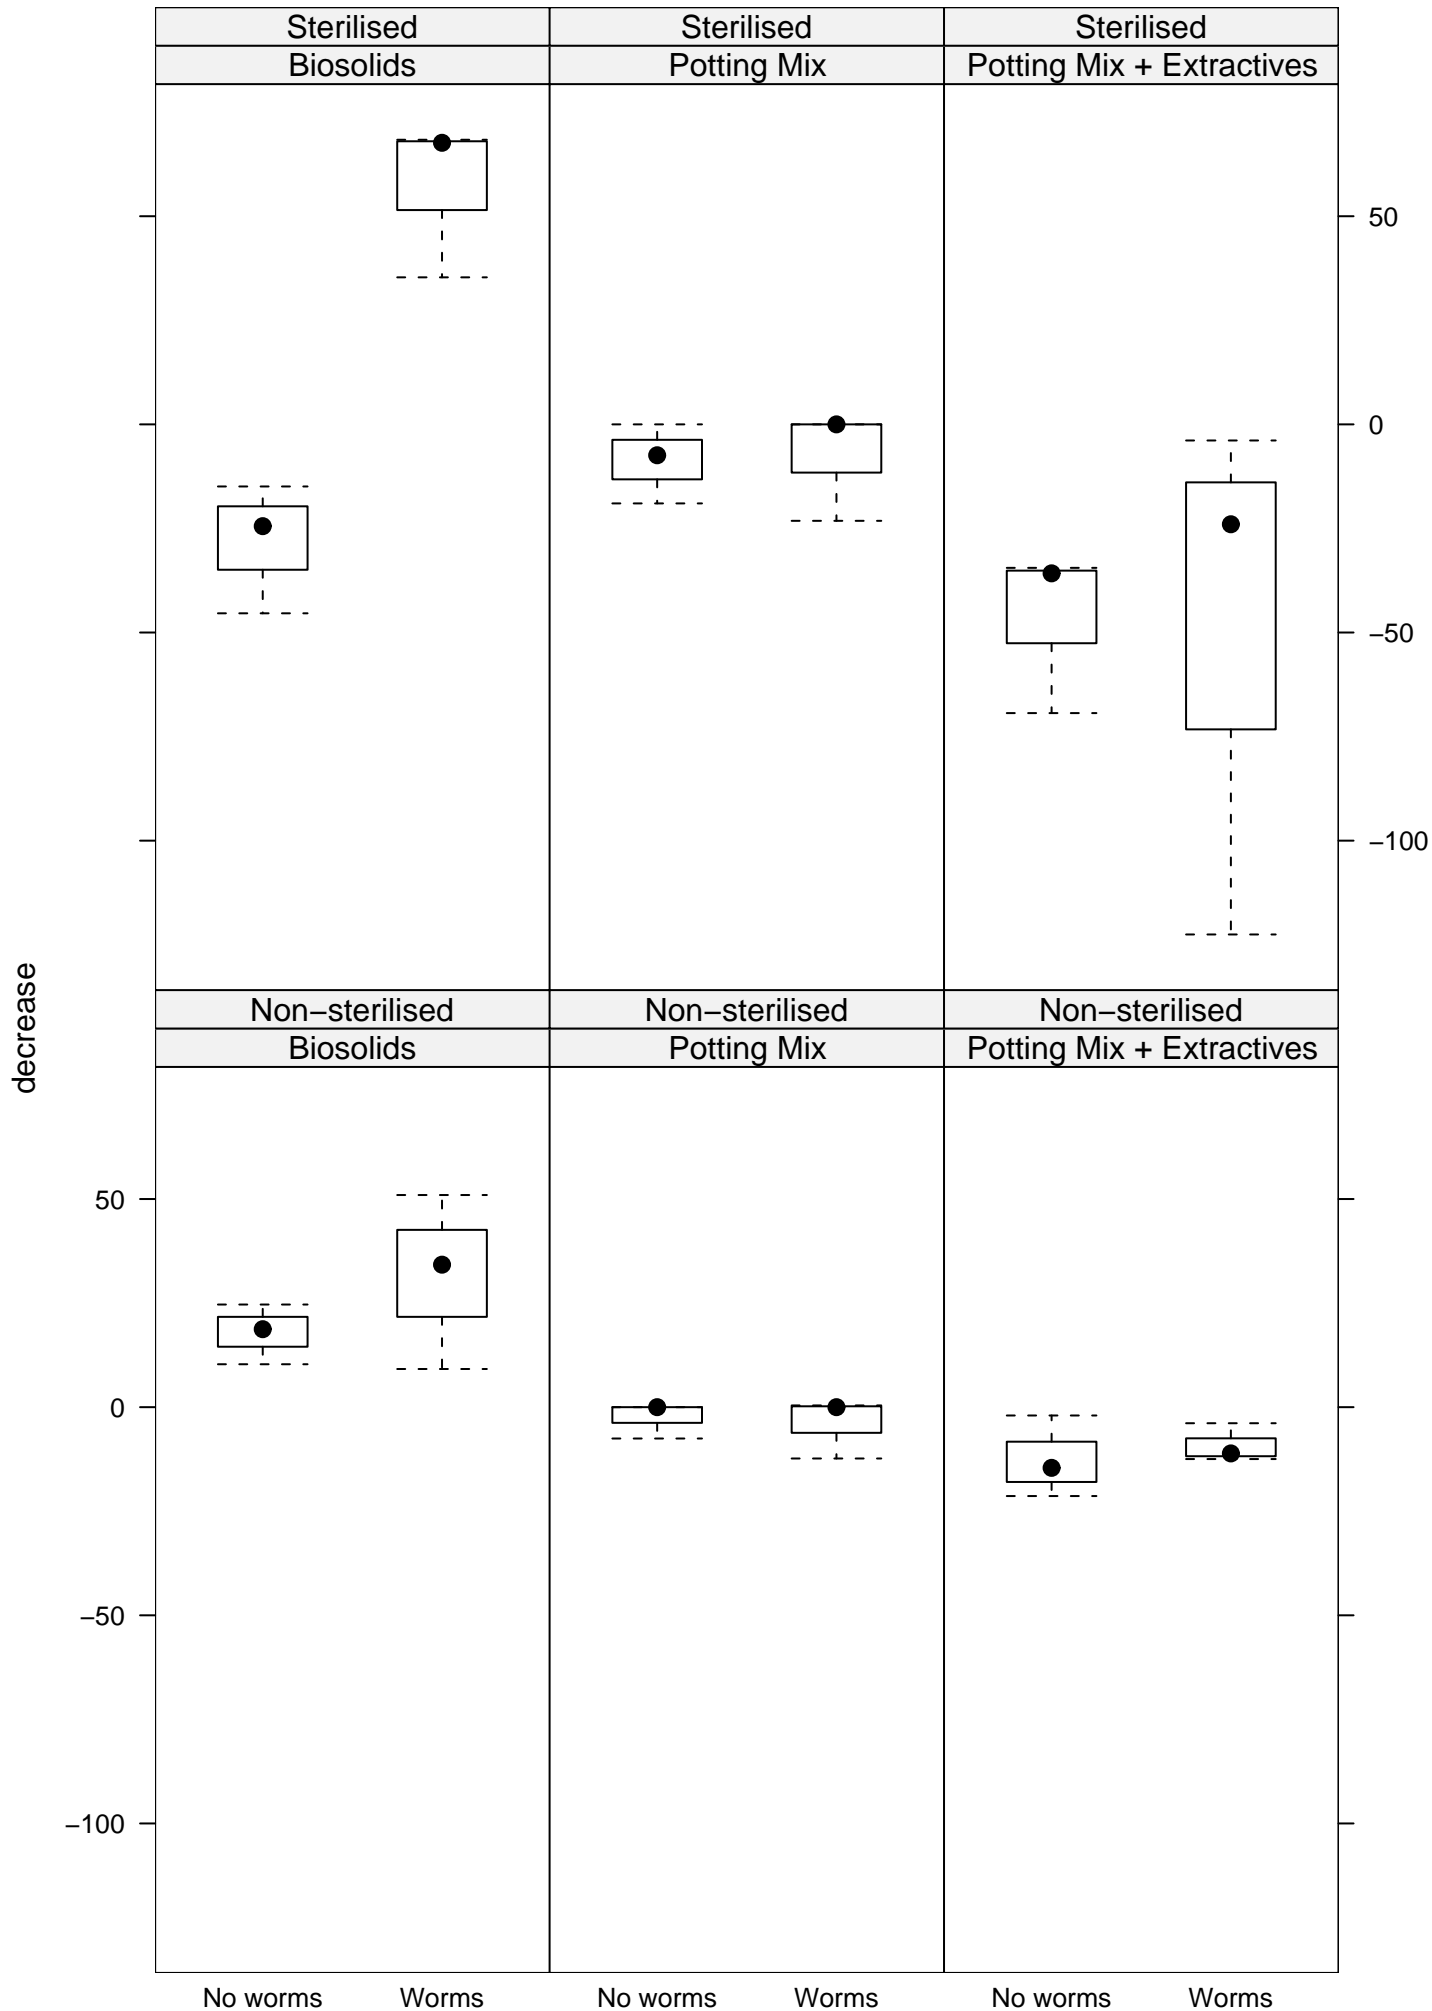 Sterilised Sterilised Sterilised
Biosolids Potting Mix Potting Mix + Extractives
50
0
−50
−100
decrease
Non−sterilised Non−sterilised Non−sterilised
Biosolids Potting Mix Potting Mix + Extractives
50
0
−50
−100
No worms Worms No worms Worms No worms Worms